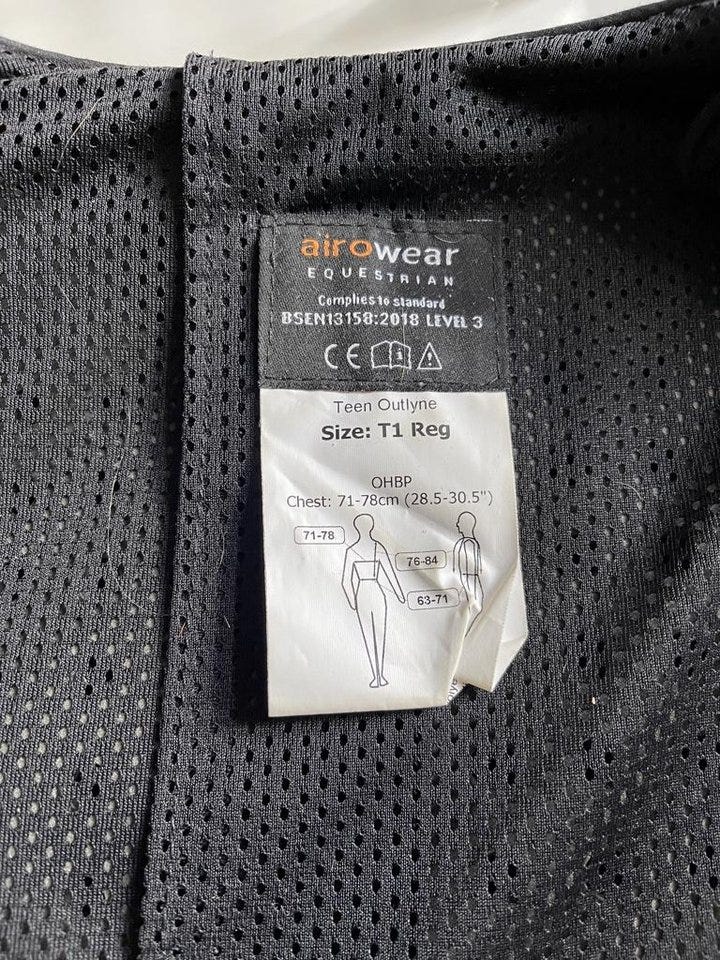 airowear
EQUESTRIAN
Complies to standard
BSEN13158:2018 LEVEL 3
CE
Teen Outlyne
Size: T1 Reg
OHBP
Chest: 71-78cm (28.5-30.5")
71-78
76-84
63-71